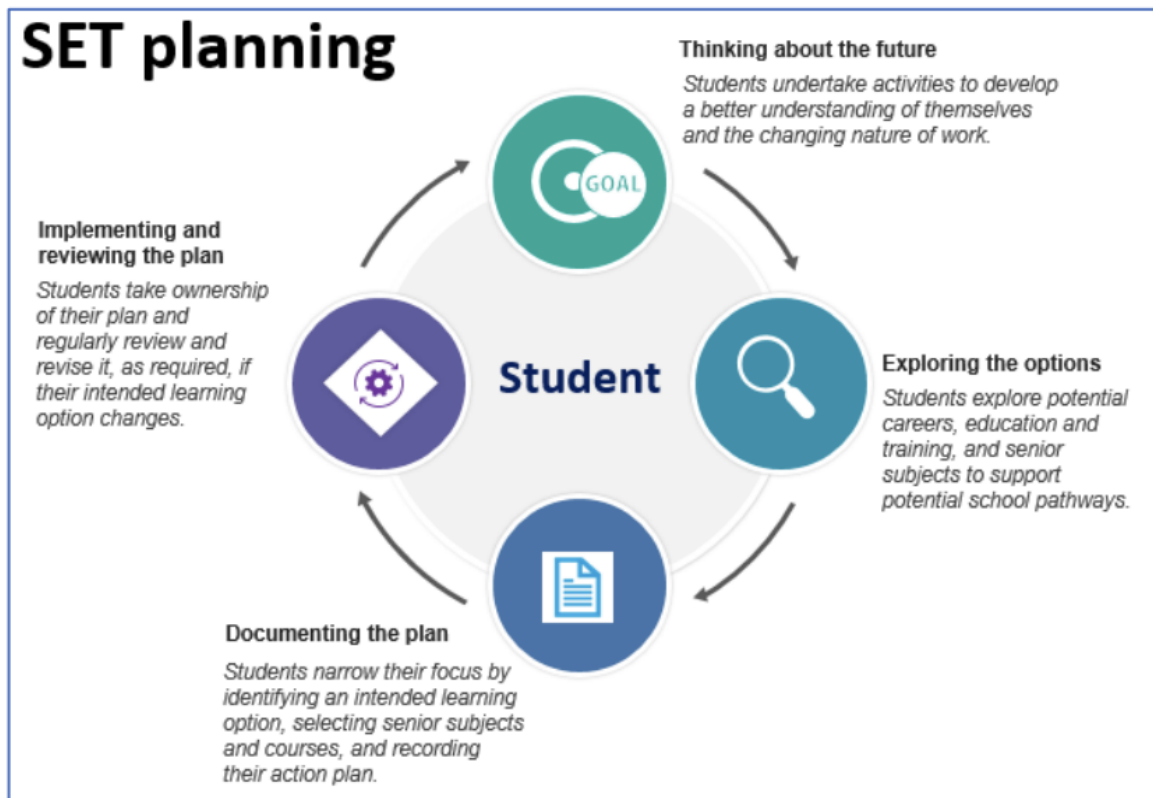 SET planning
Thinking about the future
Students undertake activities to develop
a better understanding of themselves
and the changing nature of work.
GOAL
Implementing and
reviewing the plan
Students take ownership
of their plan and
regularly review and
revise it, as required, if
their intended learning
option changes.
Student
Exploring the options
Students explore potential
careers, education and
training, and senior
subjects to support
potential school pathways.
Documenting the plan
Students narrow their focus by
identifying an intended learning
option, selecting senior subjects
and courses, and recording
their action plan.